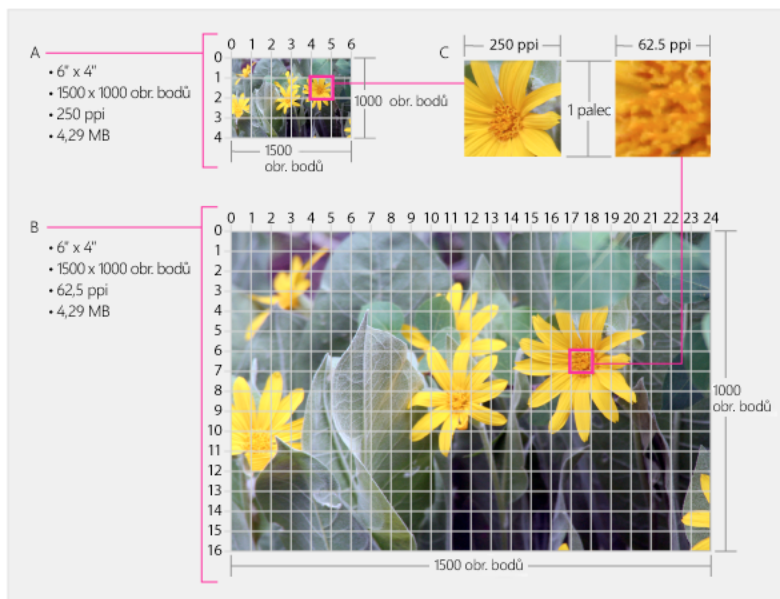 A
• 6" x 4"
• 1500 x 1000 obr. bodů
• 250 ppi
• 4,29 MB
0 1 2 3 4 5 6
0
1
2
3
4
1000 obr. bodů
1500
obr. bodů
C
250 ppi
62.5 ppi
1 palec
B
• 6" x 4"
• 1500 x 1000 obr. bodů
• 62,5 ppi
• 4,29 MB
0 1 2 3 4 5 6 7 8 9 10 11 12 13 14 15 16 17 18 19 20 21 22 23 24
0
1
2
3
4
5
6
7
8
9
10
11
12
13
14
15
16
1000
obr. bodů
1500 obr. bodů